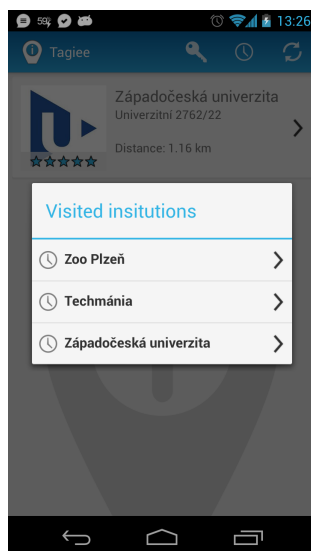 59%
13:26
Tagiee
Západočeská univerzita
Univerzitní 2762/22
Distance: 1.16 km
Visited insitutions
Zoo Plzeň
Techmánia
Západočeská univerzita